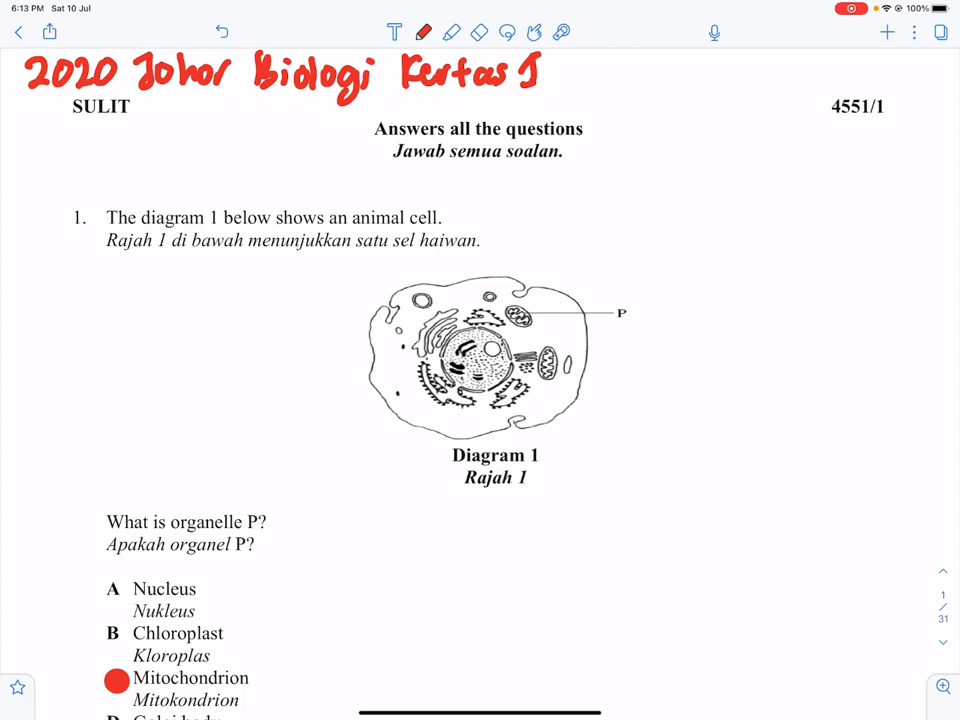 6:13 PM Sat 10 Jul
100%
2020 Johor Biologi Kertas 1
SULIT
4551/1
Answers all the questions
Jawab semua soalan.
1. The diagram 1 below shows an animal cell.
Rajah 1 di bawah menunjukkan satu sel haiwan.
P
Diagram 1
Rajah 1
What is organelle P?
Apakah organel P?
A Nucleus
Nukleus
B Chloroplast
Kloroplas
Mitochondrion
Mitokondrion
1
/
31